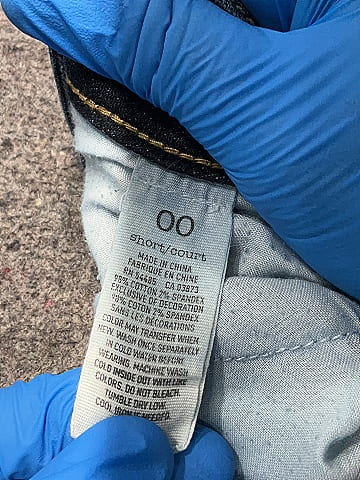 00
short/court
MADE IN CHINA
FABRIQUE EN CHINE
RN 54485 CA 03873
98% COTTON 2% SPANDEX
EXCLUSIVE OF DECORATION
98% COTON 2% SPANDEX
SANS LES DÉCORATIONS
COLOR MAY TRANSFER WHEN
NEW. WASH ONCE SEPARATELY
IN COLD WATER BEFORE
WEARING. MACHINE WASH
COLD INSIDE OUT WITH LIKE
COLORS. DO NOT BLEACH.
TUMBLE DRY LOW.
COOL IRON IF NEEDED.